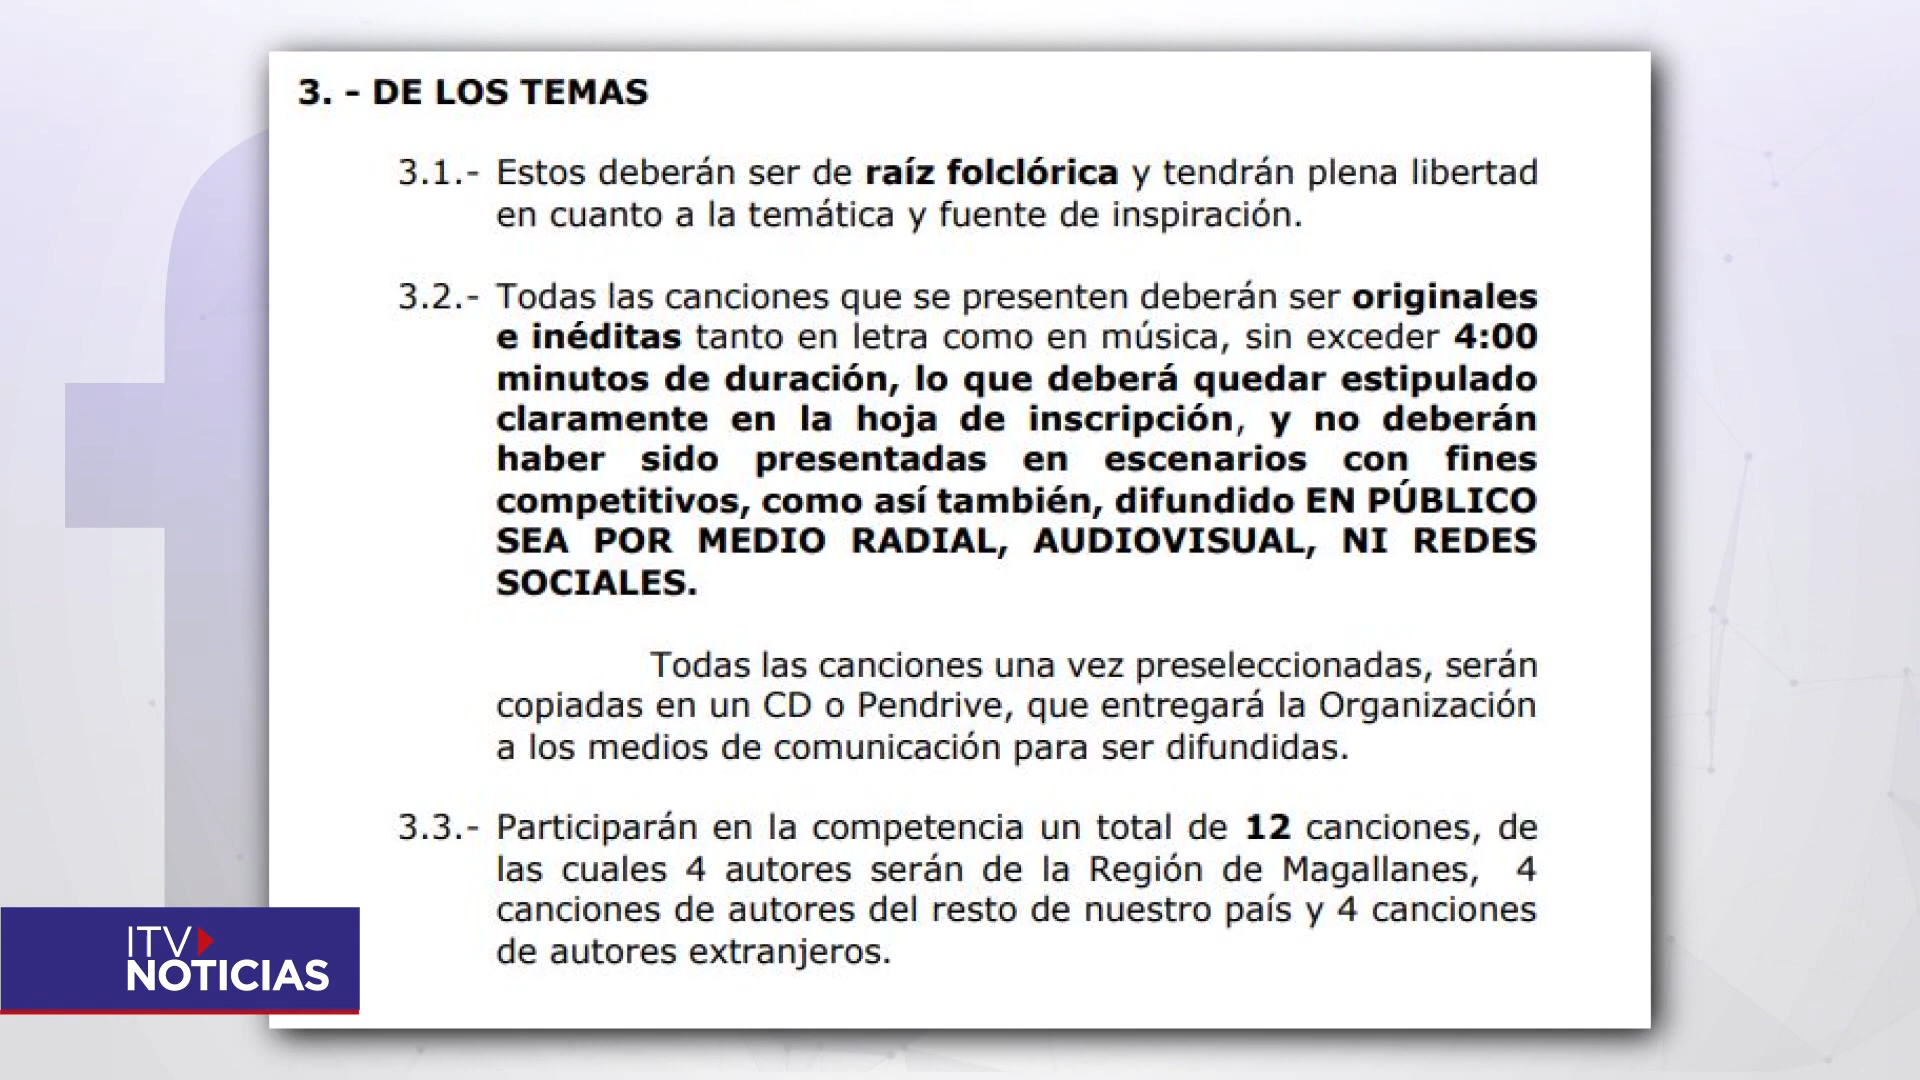 3. - DE LOS TEMAS
3.1.- Estos deberán ser de raíz folclórica y tendrán plena libertad
en cuanto a la temática y fuente de inspiración.
3.2.- Todas las canciones que se presenten deberán ser originales
e inéditas tanto en letra como en música, sin exceder 4:00
minutos de duración, lo que deberá quedar estipulado
claramente en la hoja de inscripción, y no deberán
haber sido presentadas en escenarios con fines
competitivos, como así también, difundido EN PÚBLICO
SEA POR MEDIO RADIAL, AUDIOVISUAL, NI REDES
SOCIALES.
Todas las canciones una vez preseleccionadas, serán
copiadas en un CD o Pendrive, que entregará la Organización
a los medios de comunicación para ser difundidas.
3.3.- Participarán en la competencia un total de 12 canciones, de
las cuales 4 autores serán de la Región de Magallanes, 4
canciones de autores del resto de nuestro país y 4 canciones
de autores extranjeros.
ITV
NOTICIAS